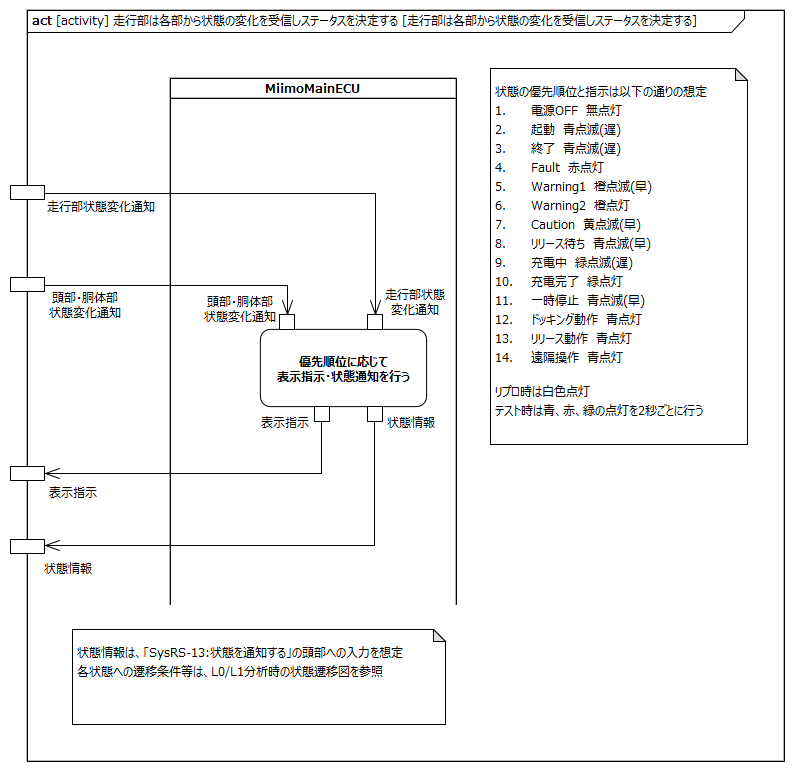 act [activity] 走行部は各部から状態の変化を受信しステータスを決定する [走行部は各部から状態の変化を受信しステータスを決定する]
MiimoMainECU
状態の優先順位と指示は以下の通りの想定
1. 電源OFF 無点灯
2. 起動 青点滅(遅)
3. 終了 青点滅(遅)
4. Fault 赤点灯
5. Warning1 橙点滅(早)
6. Warning2 橙点灯
7. Caution 黄点滅(早)
8. リリース待ち 青点滅(早)
9. 充電中 緑点滅(遅)
10. 充電完了 緑点灯
11. 一時停止 青点滅(早)
12. ドッキング動作 青点灯
13. リリース動作 青点灯
14. 遠隔操作 青点灯
リプロ時は白色点灯
テスト時は青、赤、緑の点灯を2秒ごとに行う
走行部状態変化通知
頭部・胴体部
状態変化通知
頭部・胴体部
状態変化通知
走行部状態
変化通知
優先順位に応じて
表示指示・状態通知を行う
表示指示
状態情報
表示指示
状態情報
状態情報は、「SysRS-13:状態を通知する」の頭部への入力を想定
各状態への遷移条件等は、L0/L1分析時の状態遷移図を参照